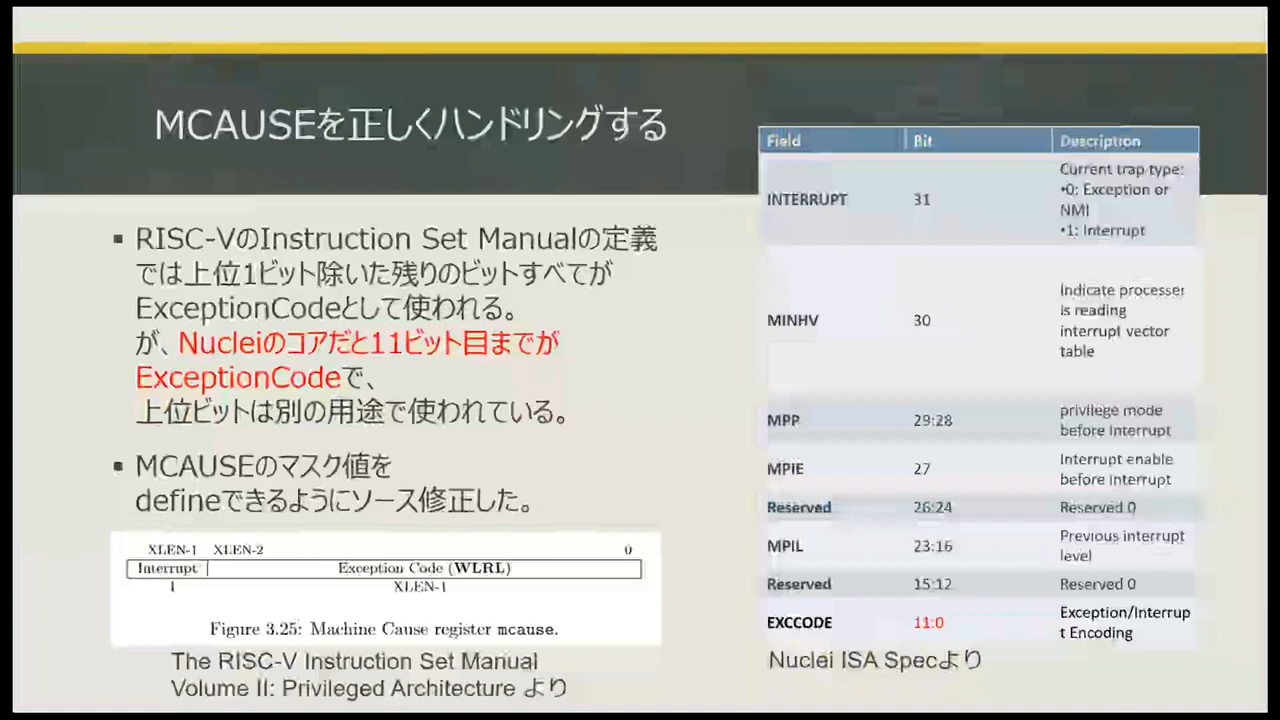 MCAUSEを正しくハンドリングする
▪ RISC-VのInstruction Set Manualの定義
では上位1ビット除いた残りのビットすべてが
ExceptionCodeとして使われる。
が、Nucleiのコアだと11ビット目までが
ExceptionCodeで、
上位ビットは別の用途で使われている。
▪ MCAUSEのマスク値を
defineできるようにソース修正した。
XLEN-1 XLEN-2 0
Interrupt Exception Code (WLRL)
1 XLEN-1
Figure 3.25: Machine Cause register mcause.
The RISC-V Instruction Set Manual
Volume II: Privileged Architecture より
Field Bit Description
INTERRUPT 31 Current trap type:
•0: Exception or
NMI
•1: Interrupt
MINHV 30 Indicate processer
is reading
interrupt vector
table
MPP 29:28 privilege mode
before interrupt
MPIE 27 Interrupt enable
before interrupt
Reserved 26:24 Reserved 0
MPIL 23:16 Previous interrupt
level
Reserved 15:12 Reserved 0
EXCCODE 11:0 Exception/Interrup
t Encoding
Nuclei ISA Specより